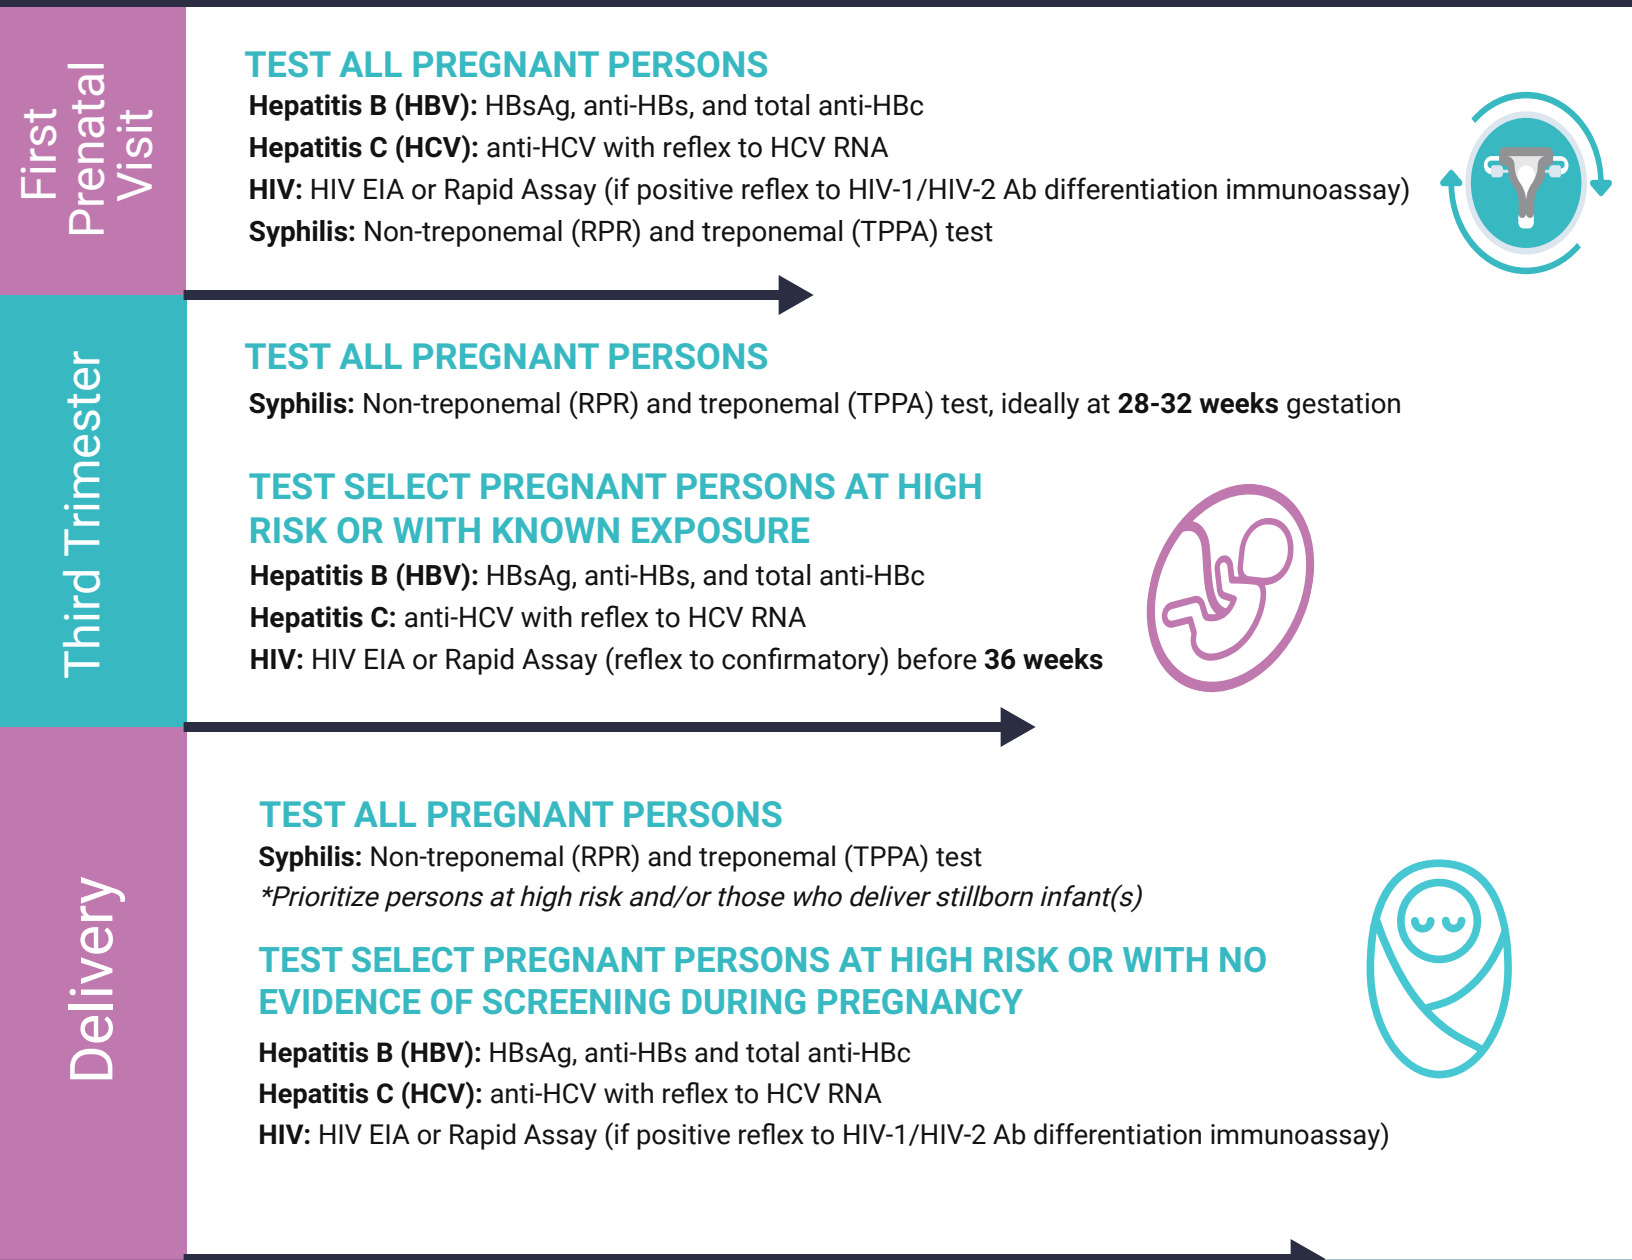 First
Prenatal
Visit
TEST ALL PREGNANT PERSONS
Hepatitis B (HBV): HBsAg, anti-HBs, and total anti-HBc
Hepatitis C (HCV): anti-HCV with reflex to HCV RNA
HIV: HIV EIA or Rapid Assay (if positive reflex to HIV-1/HIV-2 Ab differentiation immunoassay)
Syphilis: Non-treponemal (RPR) and treponemal (TPPA) test
Third Trimester
TEST ALL PREGNANT PERSONS
Syphilis: Non-treponemal (RPR) and treponemal (TPPA) test, ideally at 28-32 weeks gestation
TEST SELECT PREGNANT PERSONS AT HIGH
RISK OR WITH KNOWN EXPOSURE
Hepatitis B (HBV): HBsAg, anti-HBs, and total anti-HBc
Hepatitis C: anti-HCV with reflex to HCV RNA
HIV: HIV EIA or Rapid Assay (reflex to confirmatory) before 36 weeks
Delivery
TEST ALL PREGNANT PERSONS
Syphilis: Non-treponemal (RPR) and treponemal (TPPA) test
*Prioritize persons at high risk and/or those who deliver stillborn infant(s)
TEST SELECT PREGNANT PERSONS AT HIGH RISK OR WITH NO
EVIDENCE OF SCREENING DURING PREGNANCY
Hepatitis B (HBV): HBsAg, anti-HBs and total anti-HBc
Hepatitis C (HCV): anti-HCV with reflex to HCV RNA
HIV: HIV EIA or Rapid Assay (if positive reflex to HIV-1/HIV-2 Ab differentiation immunoassay)